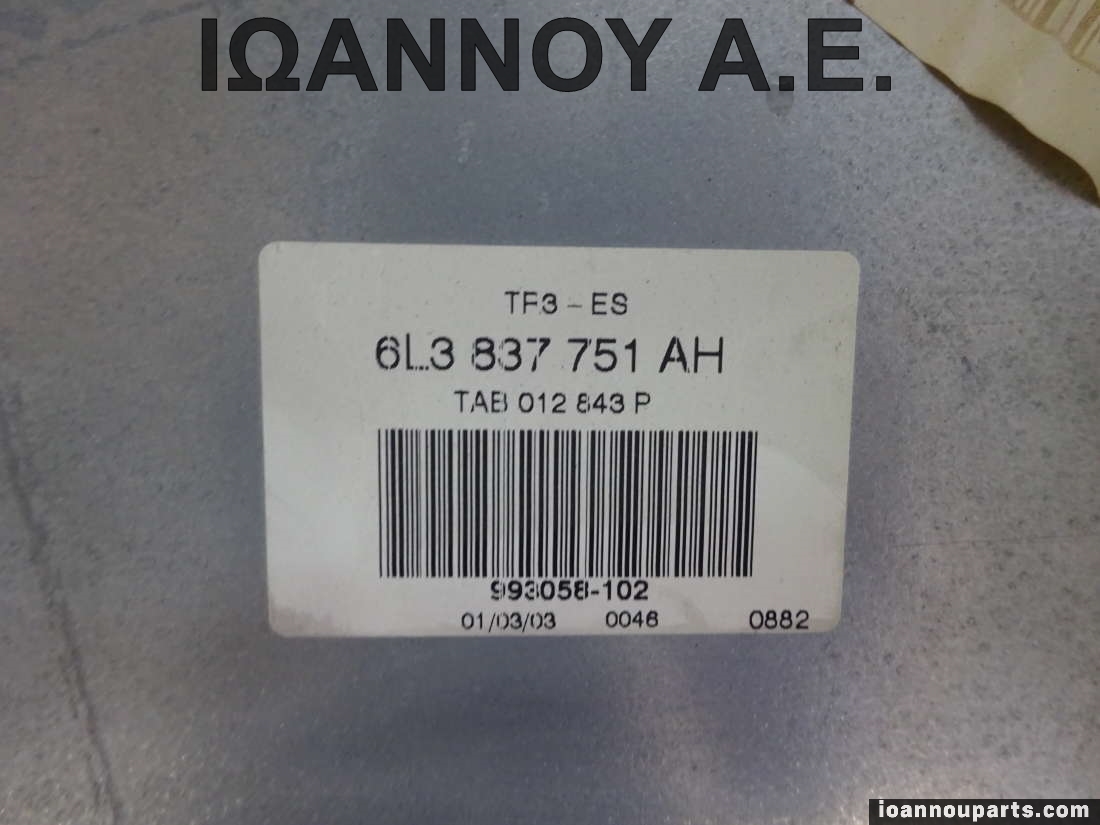 ΙΩΑΝΝΟΥ Α.Ε.
TF3 - ES
6L3 837 751 AH
TAB 012 843 P
993058-102
01/03/03 0046 0882
ioannouparts.com